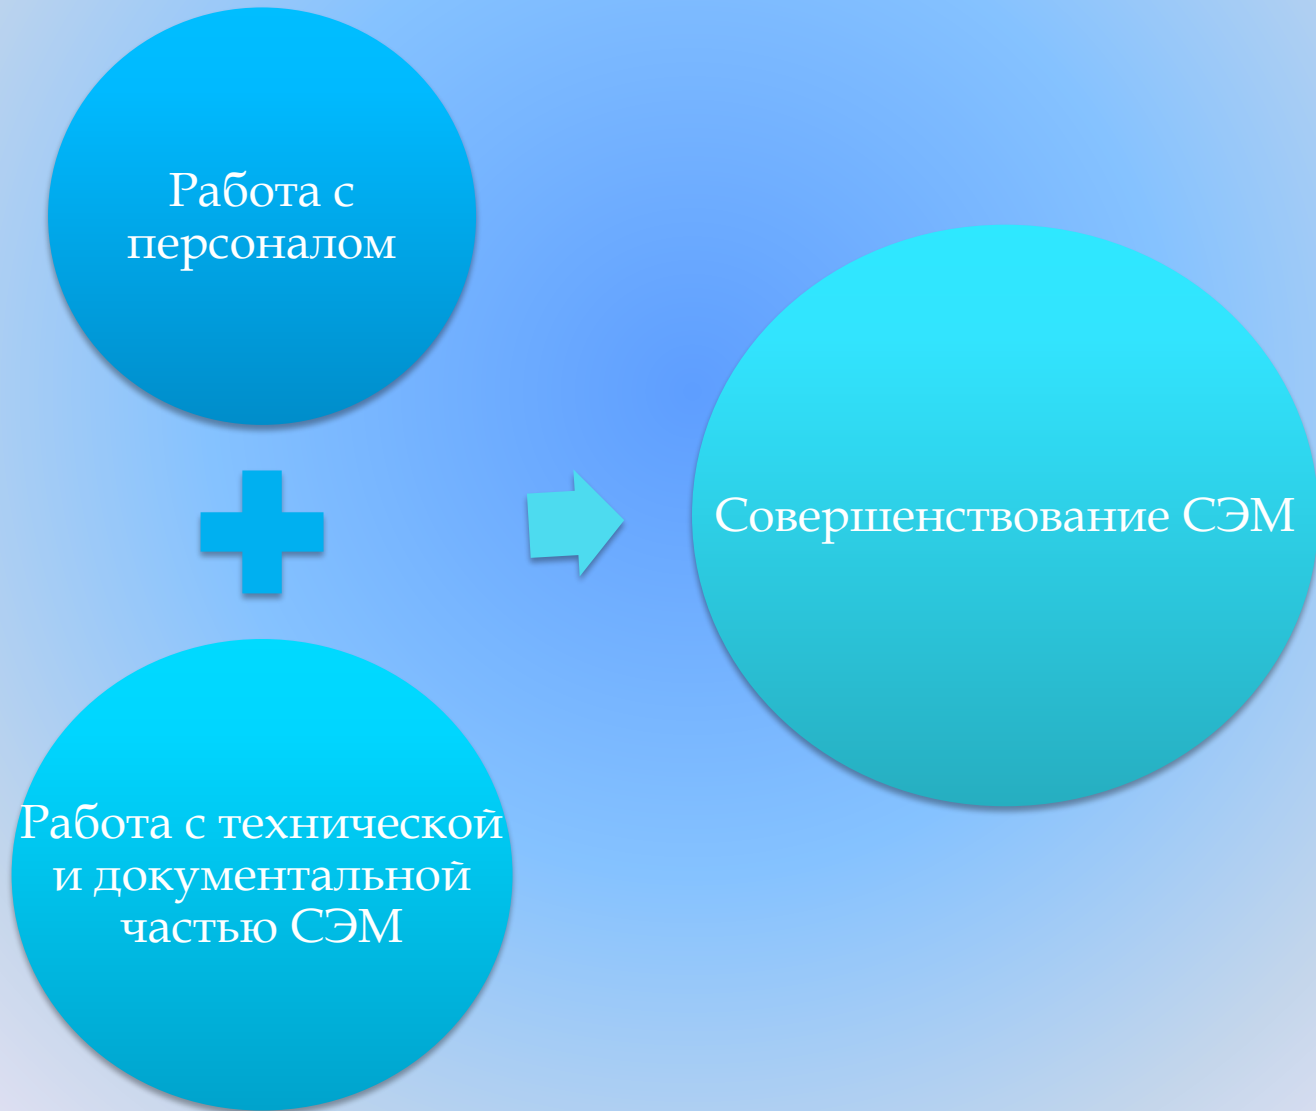 Работа с
персоналом
Работа с технической
и документальной
частью СЭМ
Совершенствование СЭМ